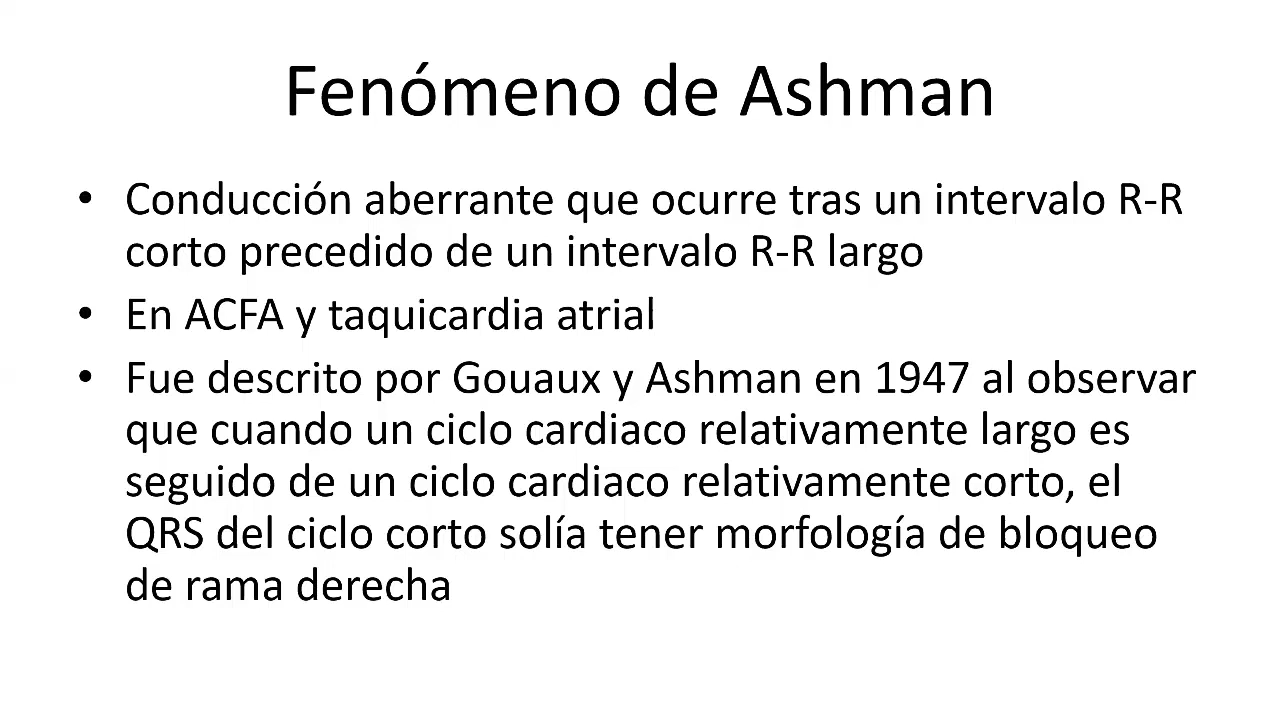 Fenómeno de Ashman
• Conducción aberrante que ocurre tras un intervalo R-R
corto precedido de un intervalo R-R largo
• En ACFA y taquicardia atrial
• Fue descrito por Gouaux y Ashman en 1947 al observar
que cuando un ciclo cardiaco relativamente largo es
seguido de un ciclo cardiaco relativamente corto, el
QRS del ciclo corto solía tener morfología de bloqueo
de rama derecha